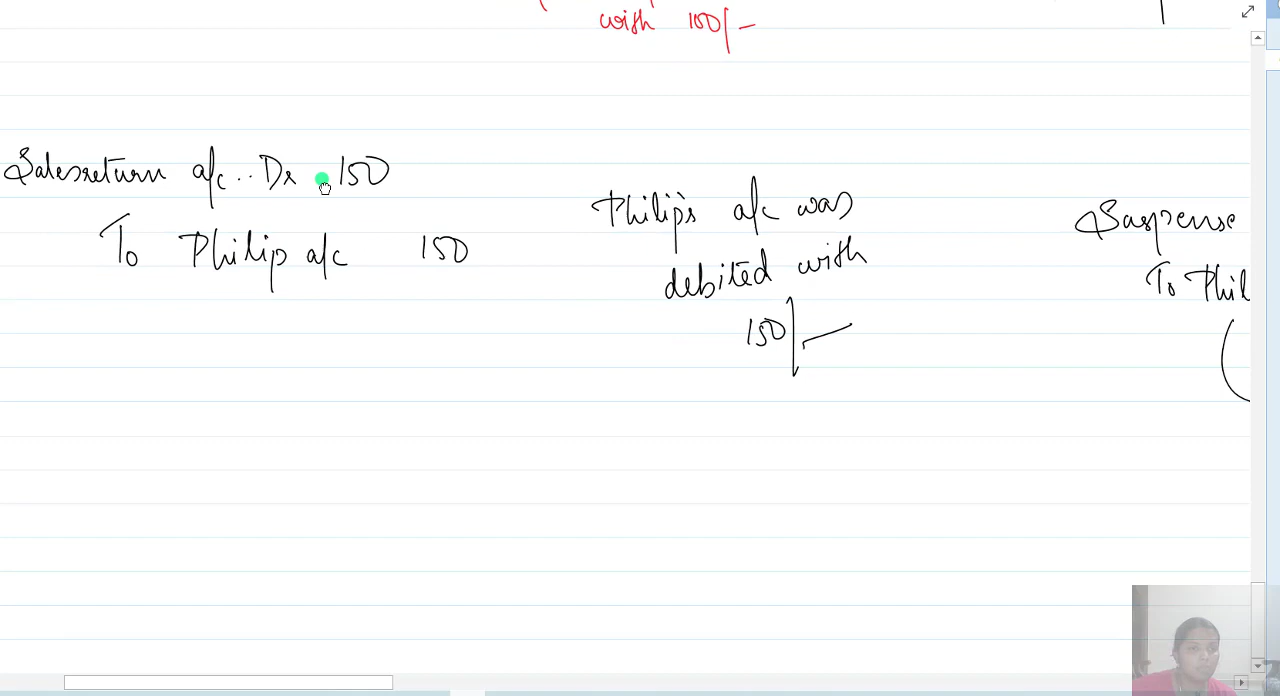 with 150/-
Salesreturn a/c .. Dr 150
To Philip a/c 150
Philip's a/c was
debited with
150/-
Suspense
To Phil